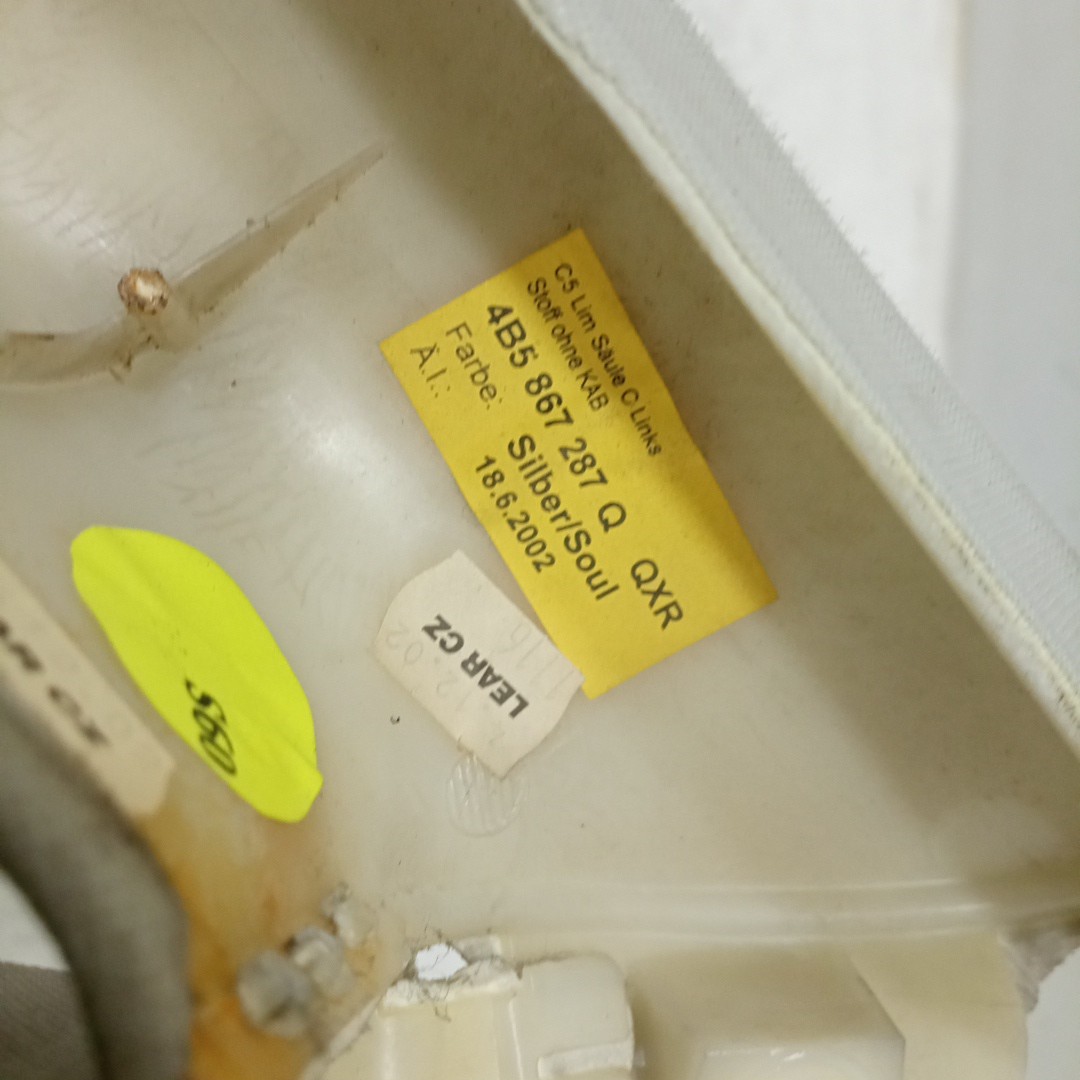 C5 Lim Säule C Links
Stoff ohne KAB
4B5 867 287 Q QXR
Farbe: Silber/Soul
Ä.I.: 18.6.2002
LEAR CZ